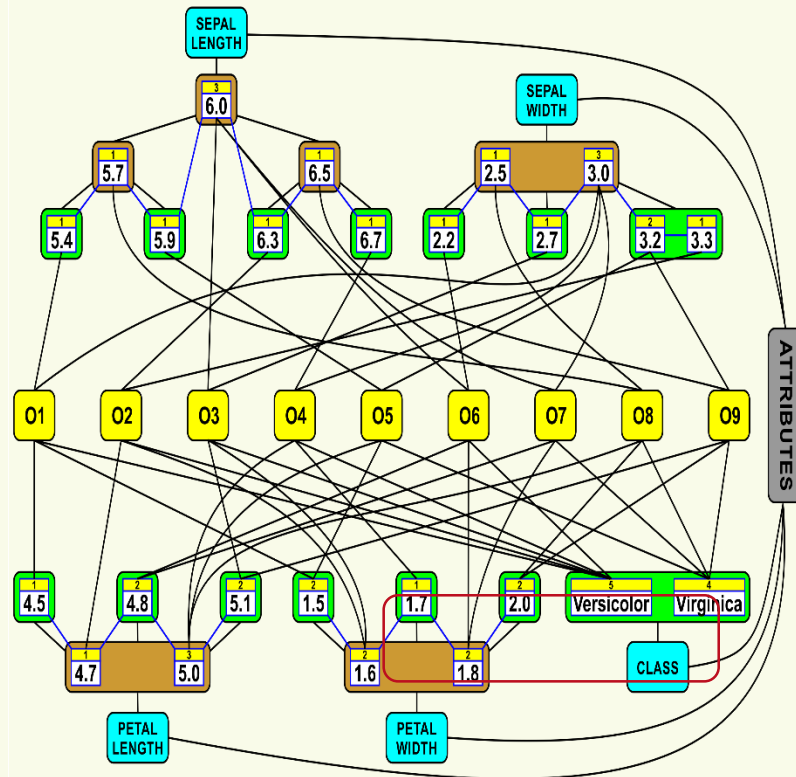 SEPAL
LENGTH
3
6.0
SEPAL
WIDTH
1
5.7
1
6.5
1
2.5
3
3.0
1
5.4
1
5.9
1
6.3
1
6.7
1
2.2
1
2.7
2
3.2
1
3.3
ATTRIBUTES
O1
O2
O3
O4
O5
O6
O7
O8
O9
1
4.5
2
4.8
2
5.1
2
1.5
1
1.7
2
2.0
5
Versicolor
4
Virginica
1
4.7
3
5.0
2
1.6
2
1.8
CLASS
PETAL
LENGTH
PETAL
WIDTH